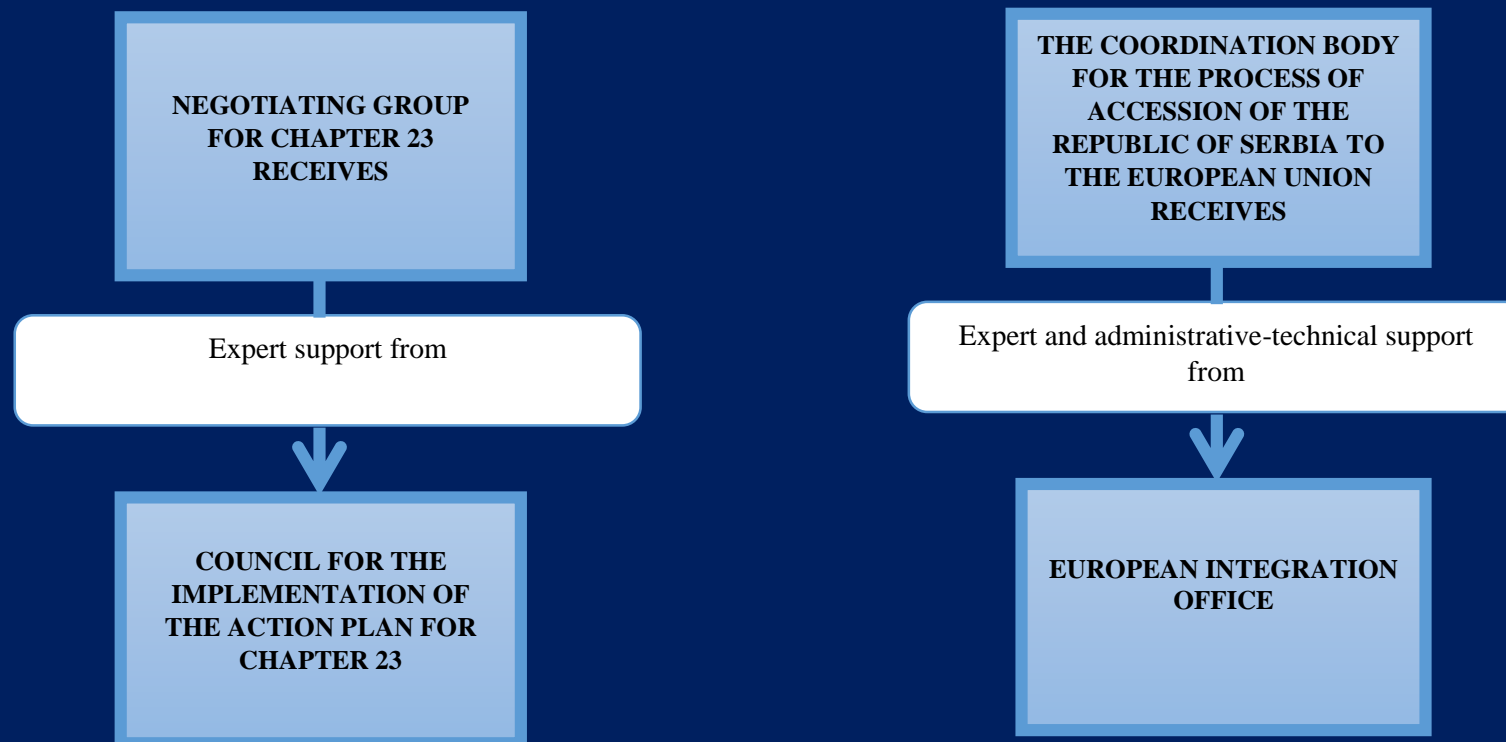 NEGOTIATING GROUP
FOR CHAPTER 23
RECEIVES
Expert support from
COUNCIL FOR THE
IMPLEMENTATION OF
THE ACTION PLAN FOR
CHAPTER 23
THE COORDINATION BODY
FOR THE PROCESS OF
ACCESSION OF THE
REPUBLIC OF SERBIA TO
THE EUROPEAN UNION
RECEIVES
Expert and administrative-technical support
from
EUROPEAN INTEGRATION
OFFICE